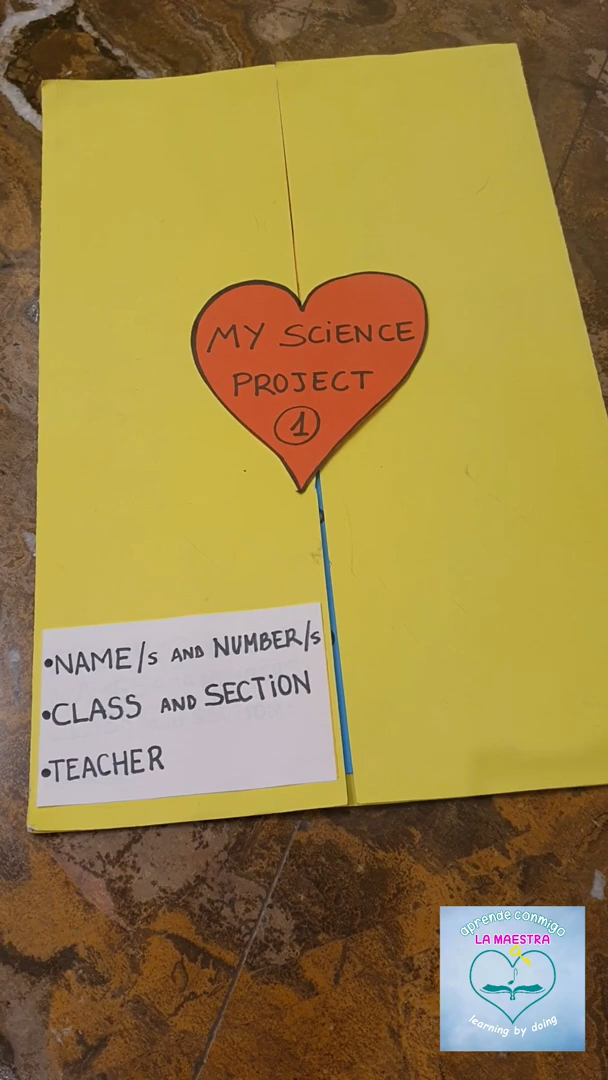 MY SCiENCE
PROJECT
1
•NAME/s AND NUMBER/s
•CLASS AND SECTiON
•TEACHER
aprende conmigo
LA MAESTRA
learning by doing